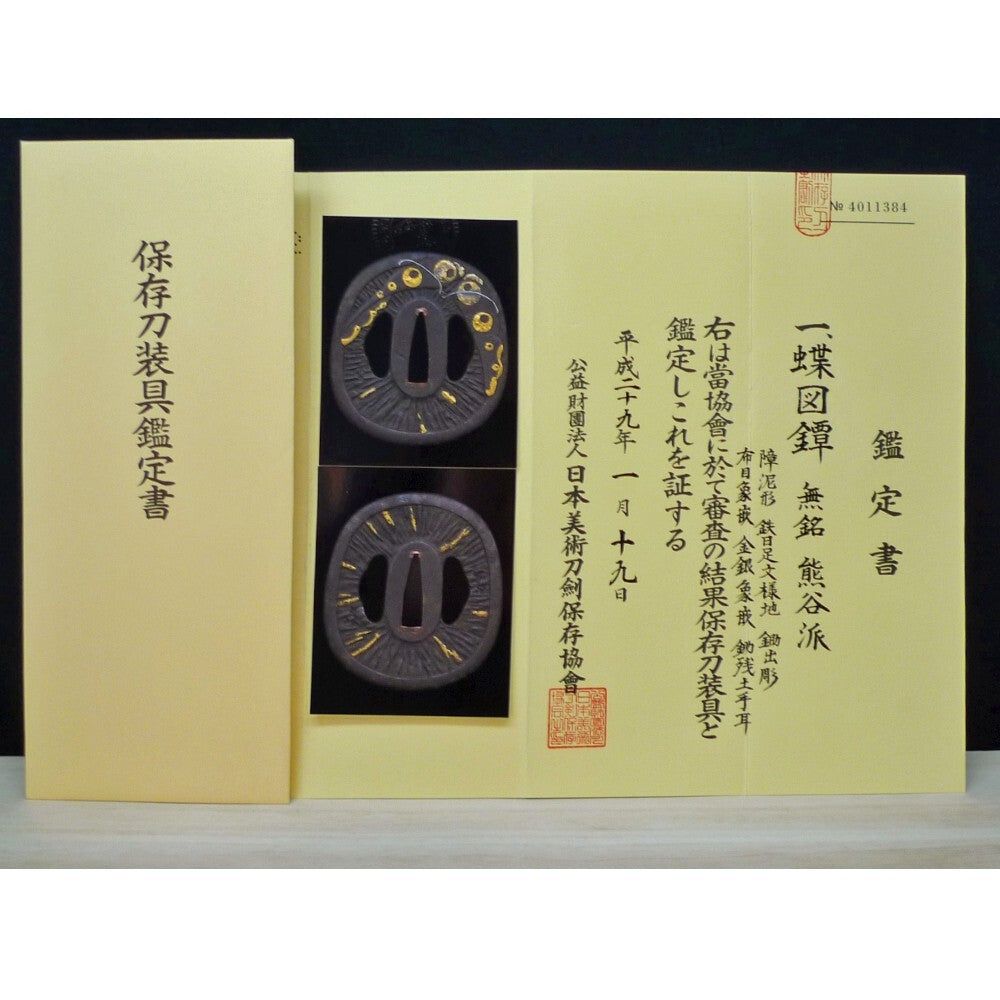 保存刀装具鑑定書
№ 4011384
鑑定書
一、蝶図鐔 無銘 熊谷派
障泥形 鉄日足文様地 鋤出彫
布目象嵌 金銀象嵌 鋤残土手耳
右は當協會に於て審査の結果保存刀装具と
鑑定しこれを証する
平成二十九年 一月 十九日
公益財團法人 日本美術刀劍保存協會